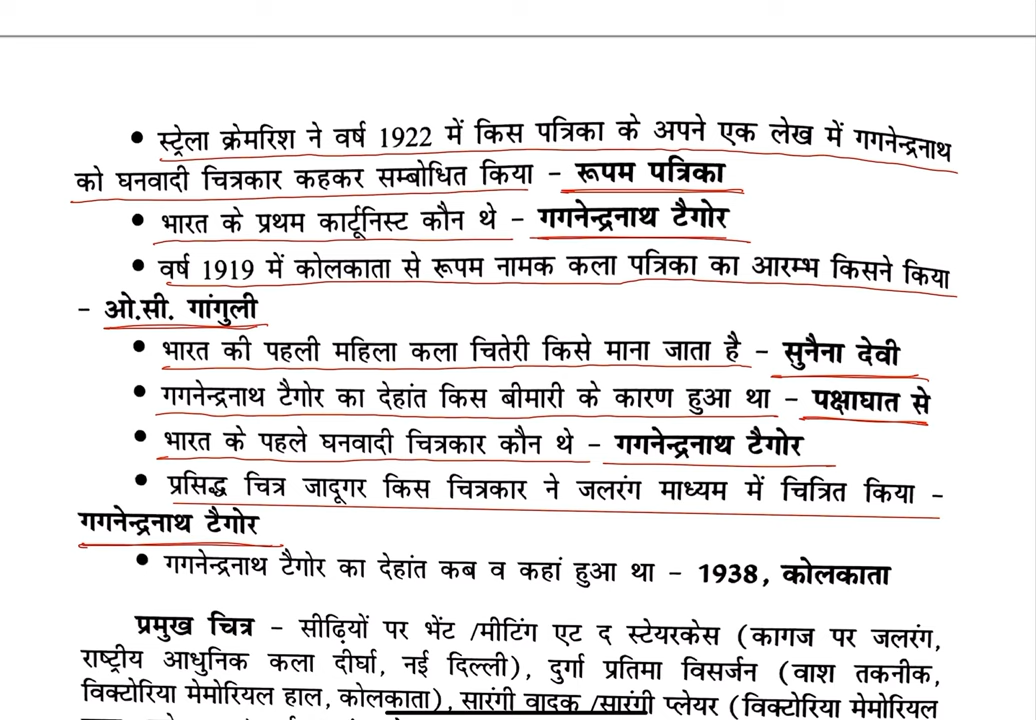 • स्ट्रेला क्रेमरिश ने वर्ष 1922 में किस पत्रिका के अपने एक लेख में गगनेन्द्रनाथ
को घनवादी चित्रकार कहकर सम्बोधित किया – रूपम पत्रिका
• भारत के प्रथम कार्टूनिस्ट कौन थे – गगनेन्द्रनाथ टैगोर
• वर्ष 1919 में कोलकाता से रूपम नामक कला पत्रिका का आरम्भ किसने किया
– ओ.सी. गांगुली
• भारत की पहली महिला कला चितेरी किसे माना जाता है – सुनैना देवी
• गगनेन्द्रनाथ टैगोर का देहांत किस बीमारी के कारण हुआ था – पक्षाघात से
• भारत के पहले घनवादी चित्रकार कौन थे – गगनेन्द्रनाथ टैगोर
• प्रसिद्ध चित्र जादूगर किस चित्रकार ने जलरंग माध्यम में चित्रित किया –
गगनेन्द्रनाथ टैगोर
• गगनेन्द्रनाथ टैगोर का देहांत कब व कहां हुआ था – 1938, कोलकाता
प्रमुख चित्र – सीढ़ियों पर भेंट /मीटिंग एट द स्टेयरकेस (कागज पर जलरंग,
राष्ट्रीय आधुनिक कला दीर्घा, नई दिल्ली), दुर्गा प्रतिमा विसर्जन (वाश तकनीक,
विक्टोरिया मेमोरियल हाल, कोलकाता), सारंगी वादक /सारंगी प्लेयर (विक्टोरिया मेमोरियल